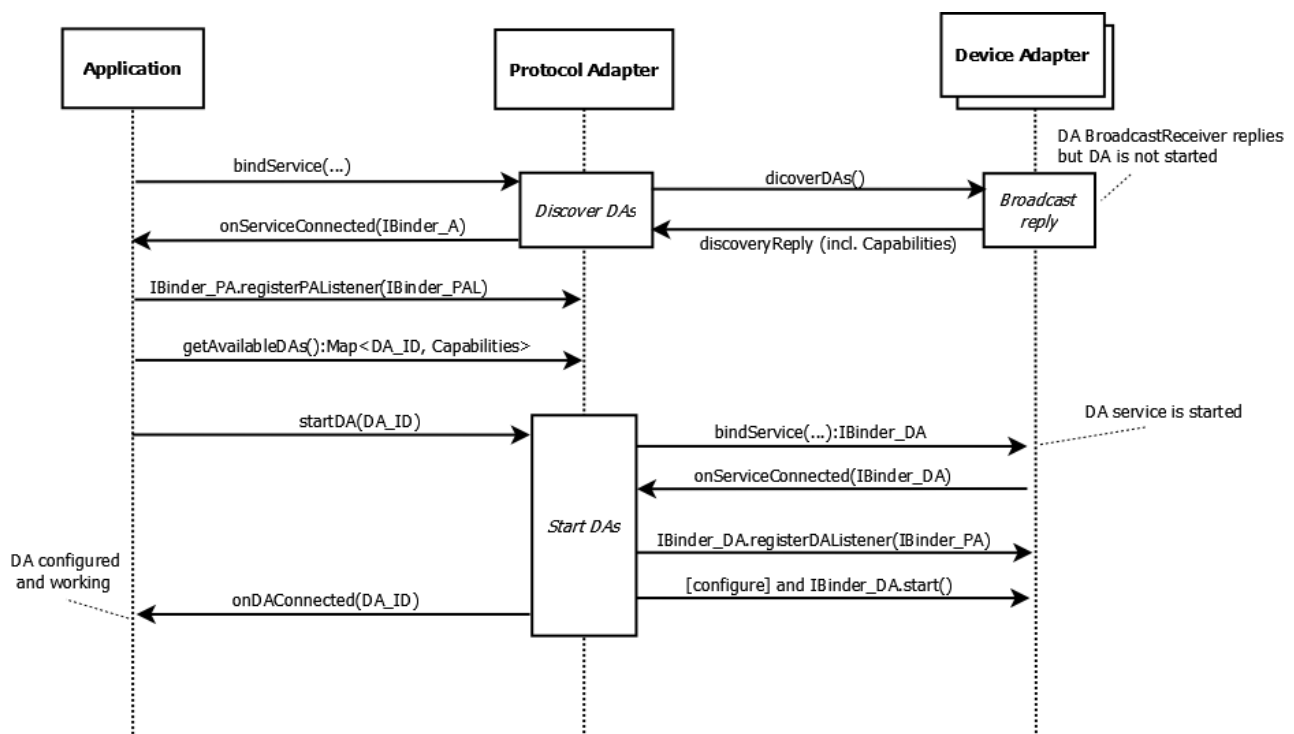 Application
Protocol Adapter
Device Adapter
DA BroadcastReceiver replies
but DA is not started
bindService(...)
dicoverDAs()
Discover DAs
Broadcast
reply
onServiceConnected(IBinder_A)
discoveryReply (incl. Capabilities)
IBinder_PA.registerPAListener(IBinder_PAL)
getAvailableDAs():Map<DA_ID, Capabilities>
DA service is started
startDA(DA_ID)
bindService(...):IBinder_DA
onServiceConnected(IBinder_DA)
Start DAs
IBinder_DA.registerDAListener(IBinder_PA)
DA configured
and working
[configure] and IBinder_DA.start()
onDAConnected(DA_ID)